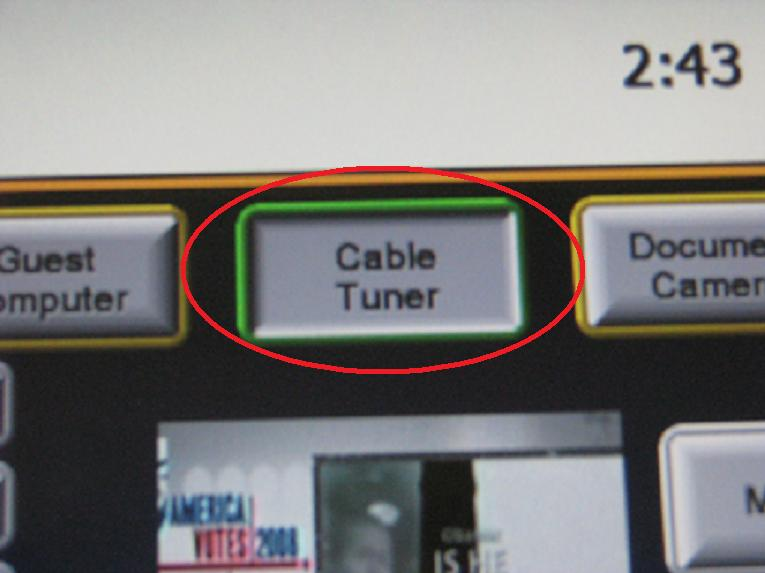 2:43
Guest
omputer
Cable
Tuner
Docume
Camer
M
AMERICA
VOTES 2008
IS HE